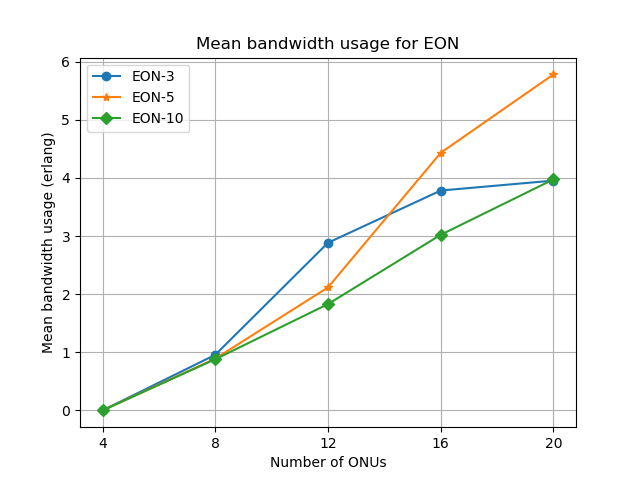 Mean bandwidth usage for EON
EON-3
EON-5
EON-10
Mean bandwidth usage (erlang)
6
5
4
3
2
1
0
4 8 12 16 20
Number of ONUs